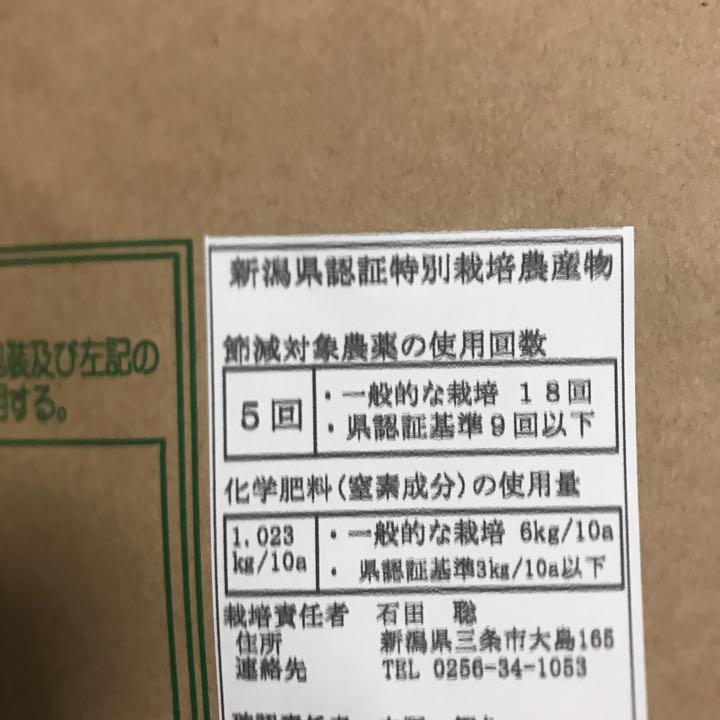 新潟県認証特別栽培農産物
節減対象農薬の使用回数
5回
・一般的な栽培 18回
・県認証基準9回以下
化学肥料(窒素成分)の使用量
1.023
kg/10a
・一般的な栽培 6kg/10a
・ 県認証基準3kg/10a以下
栽培責任者 石田 聡
住所 新潟県三条市大島165
連絡先 TEL 0256-34-1053
装及び左記の
する。